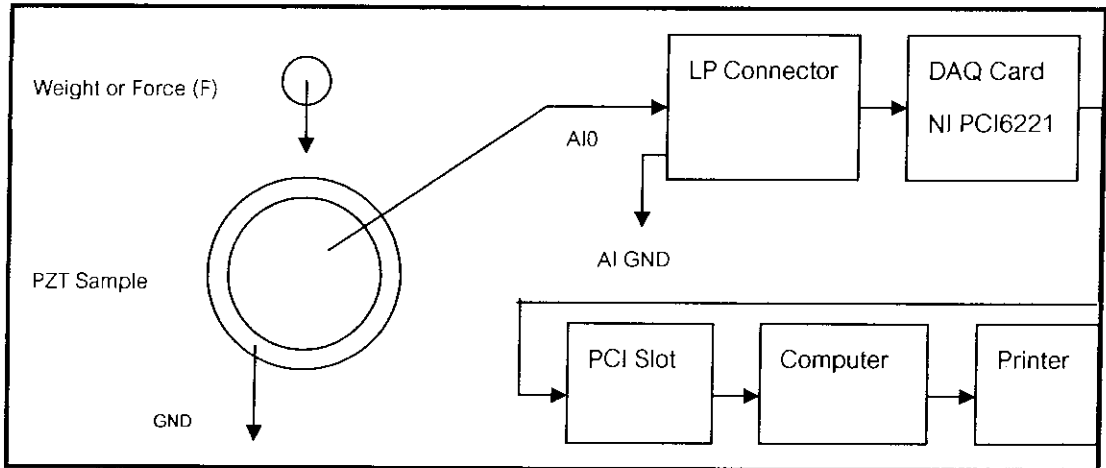 Weight or Force (F)
LP Connector
DAQ Card
NI PCI6221
AI0
AI GND
PZT Sample
GND
PCI Slot
Computer
Printer